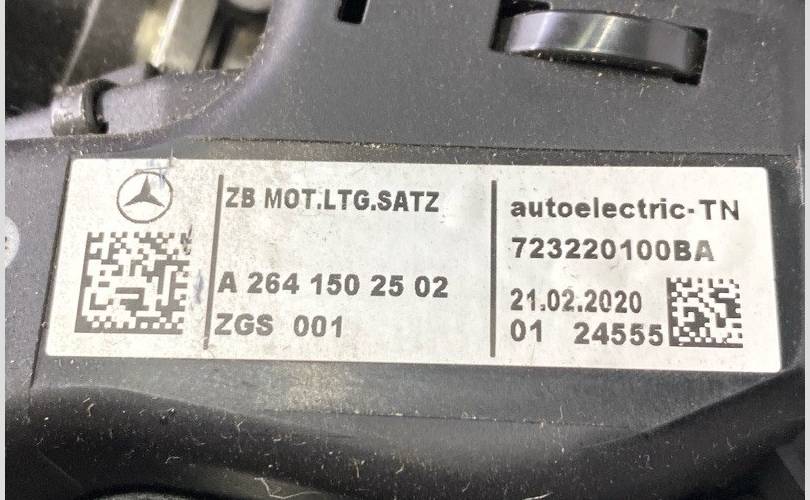 ZB MOT.LTG.SATZ
A 264 150 25 02
ZGS 001
autoelectric-TN
723220100BA
21.02.2020
01 24555